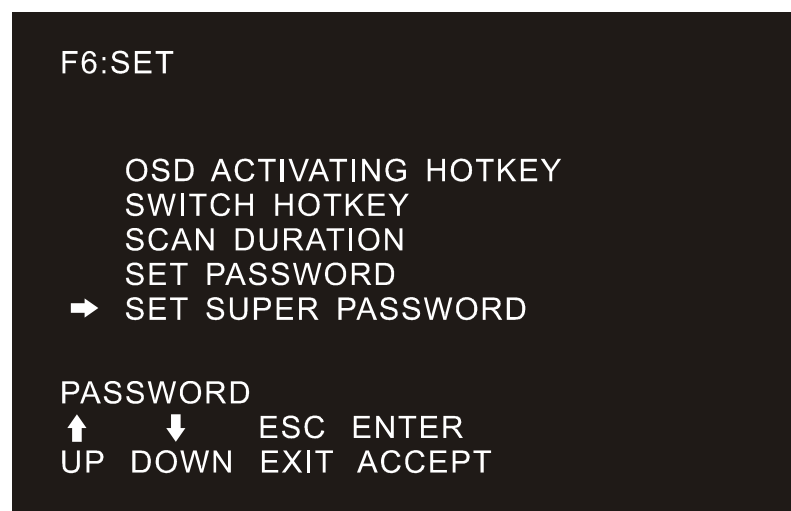 F6:SET
OSD ACTIVATING HOTKEY
SWITCH HOTKEY
SCAN DURATION
SET PASSWORD
SET SUPER PASSWORD
PASSWORD
ESC ENTER
UP DOWN EXIT ACCEPT